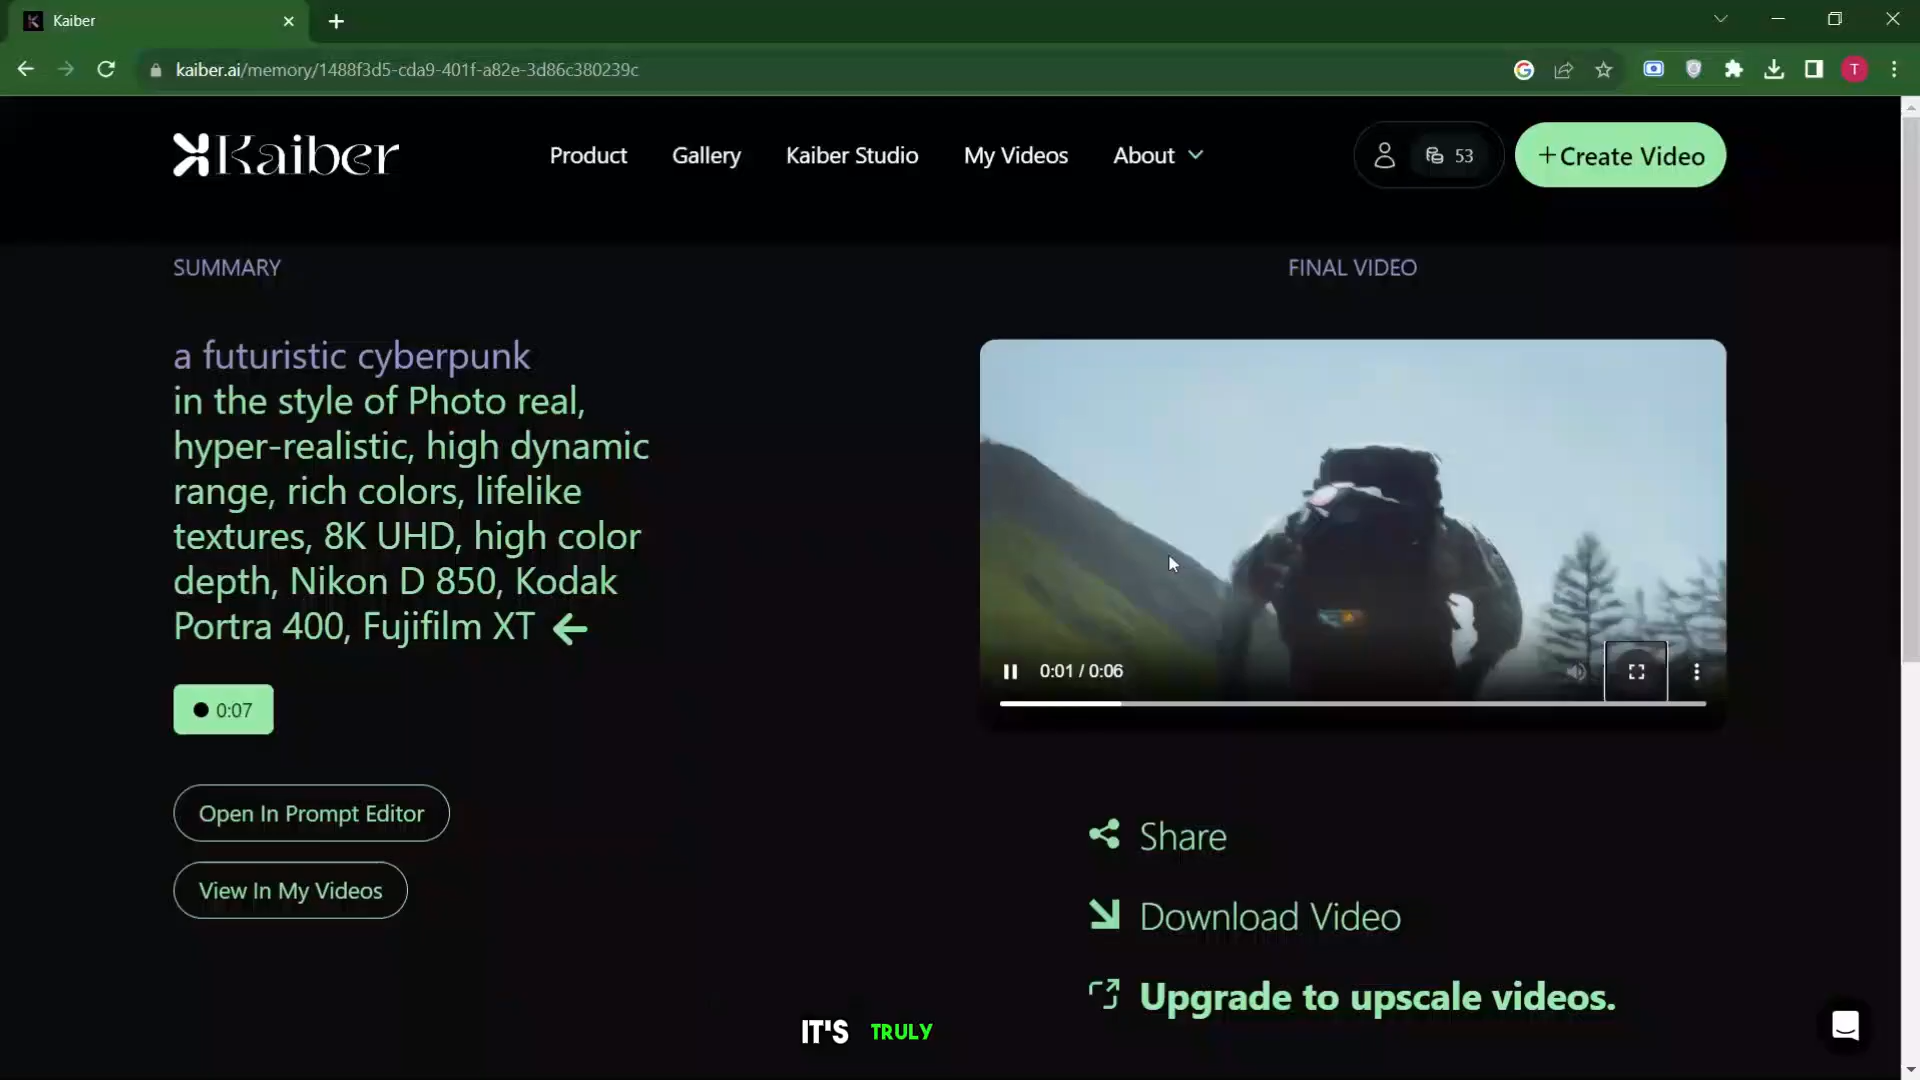 Kaiber
kaiber.ai/memory/1488f3d5-cda9-401f-a82e-3d86c380239c
T
Kaiber
Product
Gallery
Kaiber Studio
My Videos
About
53
+Create Video
SUMMARY
FINAL VIDEO
a futuristic cyberpunk
in the style of Photo real,
hyper-realistic, high dynamic
range, rich colors, lifelike
textures, 8K UHD, high color
depth, Nikon D 850, Kodak
Portra 400, Fujifilm XT
0:07
0:01 / 0:06
Open In Prompt Editor
View In My Videos
Share
Download Video
Upgrade to upscale videos.
IT'S TRULY